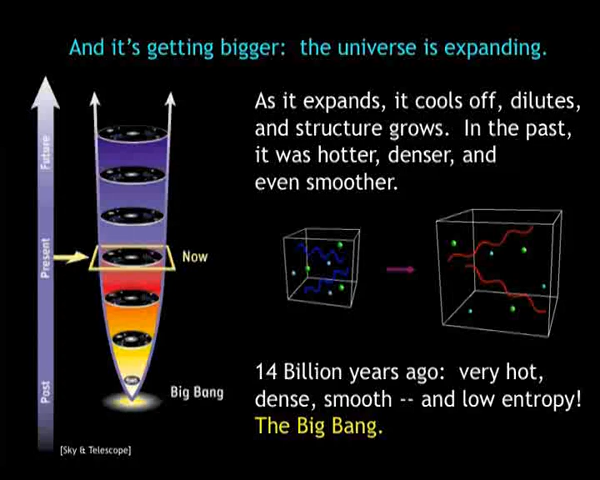 And it's getting bigger: the universe is expanding.
As it expands, it cools off, dilutes,
and structure grows. In the past,
it was hotter, denser, and
even smoother.
Future
Present
Past
Now
Big Bang
14 Billion years ago: very hot,
dense, smooth -- and low entropy!
The Big Bang.
[Sky & Telescope]